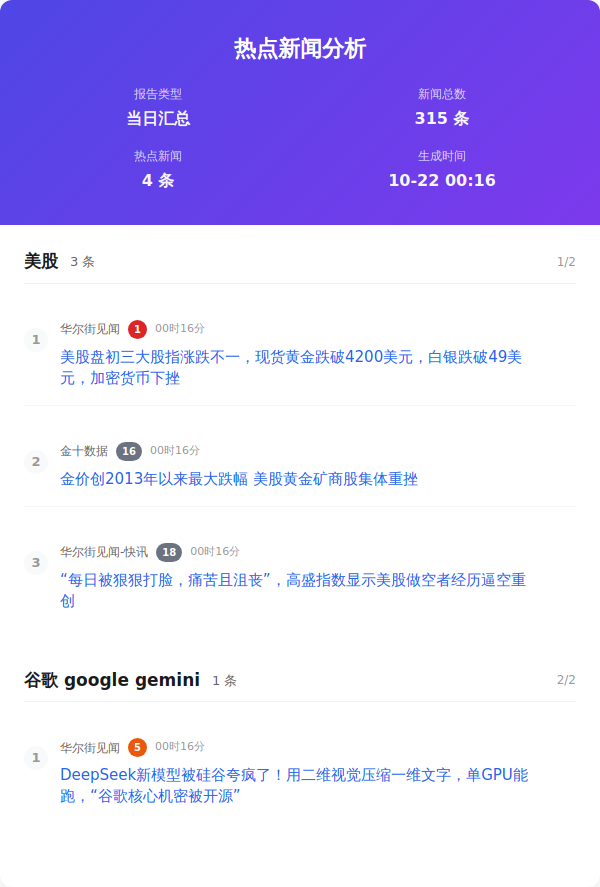 热点新闻分析
报告类型
新闻总数
当日汇总
315 条
热点新闻
生成时间
4 条
10-22 00:16
美股 3 条 1/2
1
华尔街见闻 1 00时16分
美股盘初三大股指涨跌不一，现货黄金跌破4200美元，白银跌破49美
元，加密货币下挫
2
金十数据 16 00时16分
金价创2013年以来最大跌幅 美股黄金矿商股集体重挫
3
华尔街见闻-快讯 18 00时16分
“每日被狠狠打脸，痛苦且沮丧”，高盛指数显示美股做空者经历逼空重
创
谷歌 google gemini 1 条 2/2
1
华尔街见闻 5 00时16分
DeepSeek新模型被硅谷夸疯了！用二维视觉压缩一维文字，单GPU能
跑，“谷歌核心机密被开源”